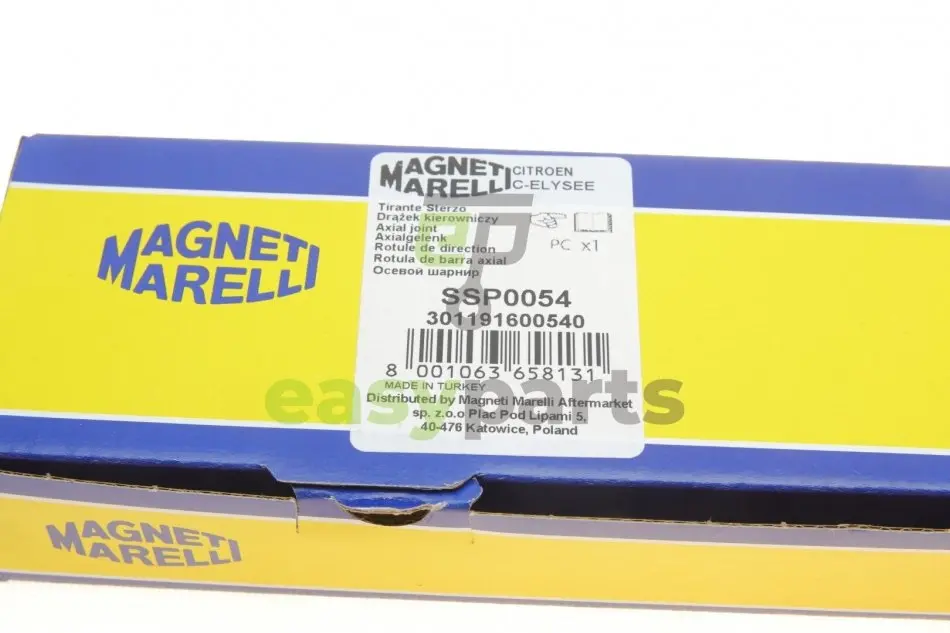 MAGNETI
MARELLI
CITROEN
C-ELYSEE
Tirante Sterzo
Drążek kierowniczy
Axial joint
Axialgelenk
Rotule de direction
Rotula de barra axial
Осевой шарнир
PC x1
SSP0054
301191600540
8 001063 658131
MADE IN TURKEY
Distributed by Magneti Marelli Aftermarket
sp. z.o.o Plac Pod Lipami 5,
40-476 Katowice, Poland
MAGNETI
MARELLI
easyparts
MAGNETI
MARELLI